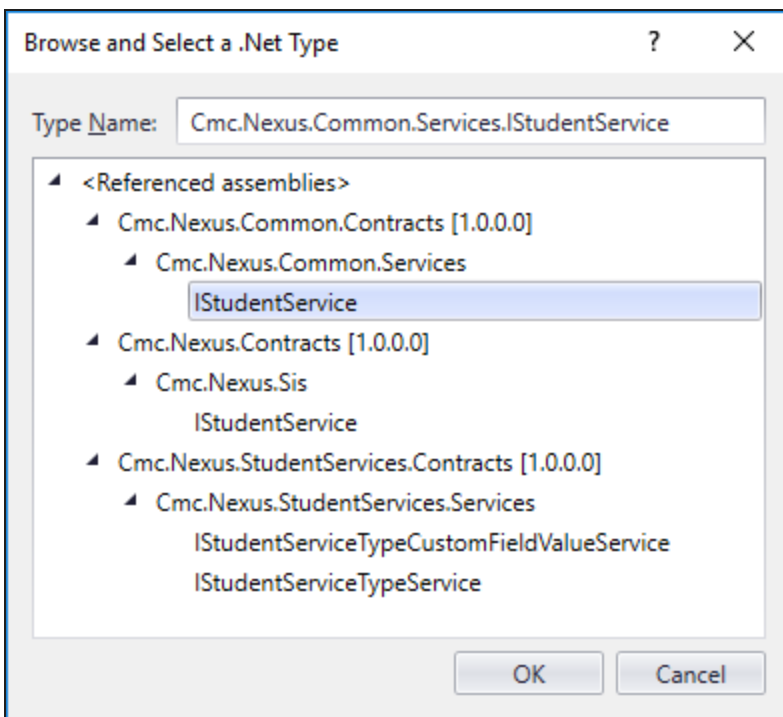 Browse and Select a .Net Type ? ✕
Type Name: Cmc.Nexus.Common.Services.IStudentService
<Referenced assemblies>
Cmc.Nexus.Common.Contracts [1.0.0.0]
Cmc.Nexus.Common.Services
IStudentService
Cmc.Nexus.Contracts [1.0.0.0]
Cmc.Nexus.Sis
IStudentService
Cmc.Nexus.StudentServices.Contracts [1.0.0.0]
Cmc.Nexus.StudentServices.Services
IStudentServiceTypeCustomFieldValueService
IStudentServiceTypeService
OK Cancel